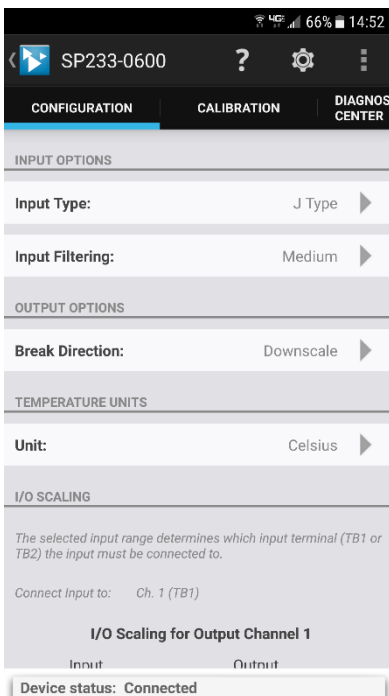 4G 66% 14:52
SP233-0600 ?
CONFIGURATION CALIBRATION DIAGNOS
CENTER
INPUT OPTIONS
Input Type: J Type
Input Filtering: Medium
OUTPUT OPTIONS
Break Direction: Downscale
TEMPERATURE UNITS
Unit: Celsius
I/O SCALING
The selected input range determines which input terminal (TB1 or
TB2) the input must be connected to.
Connect Input to: Ch. 1 (TB1)
I/O Scaling for Output Channel 1
Input Output
Device status: Connected